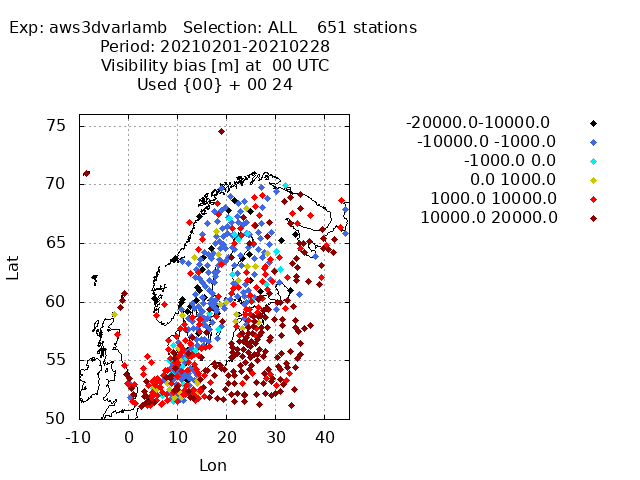 Exp: aws3dvarlamb   Selection: ALL    651 stations
Period: 20210201-20210228
Visibility bias [m] at  00 UTC
Used {00} + 00 24
-20000.0-10000.0
-10000.0 -1000.0
-1000.0 0.0
0.0 1000.0
1000.0 10000.0
10000.0 20000.0
75
70
65
60
55
50
Lat
-10 0 10 20 30 40
Lon